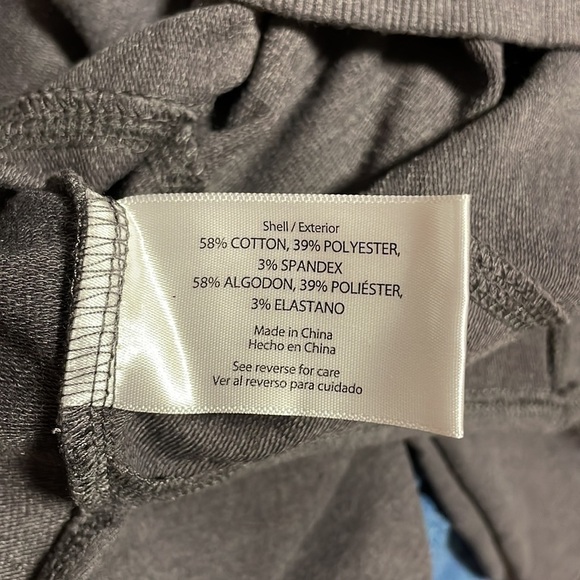 Shell / Exterior
58% COTTON, 39% POLYESTER,
3% SPANDEX
58% ALGODON, 39% POLIÉSTER,
3% ELASTANO
Made in China
Hecho en China
See reverse for care
Ver al reverso para cuidado